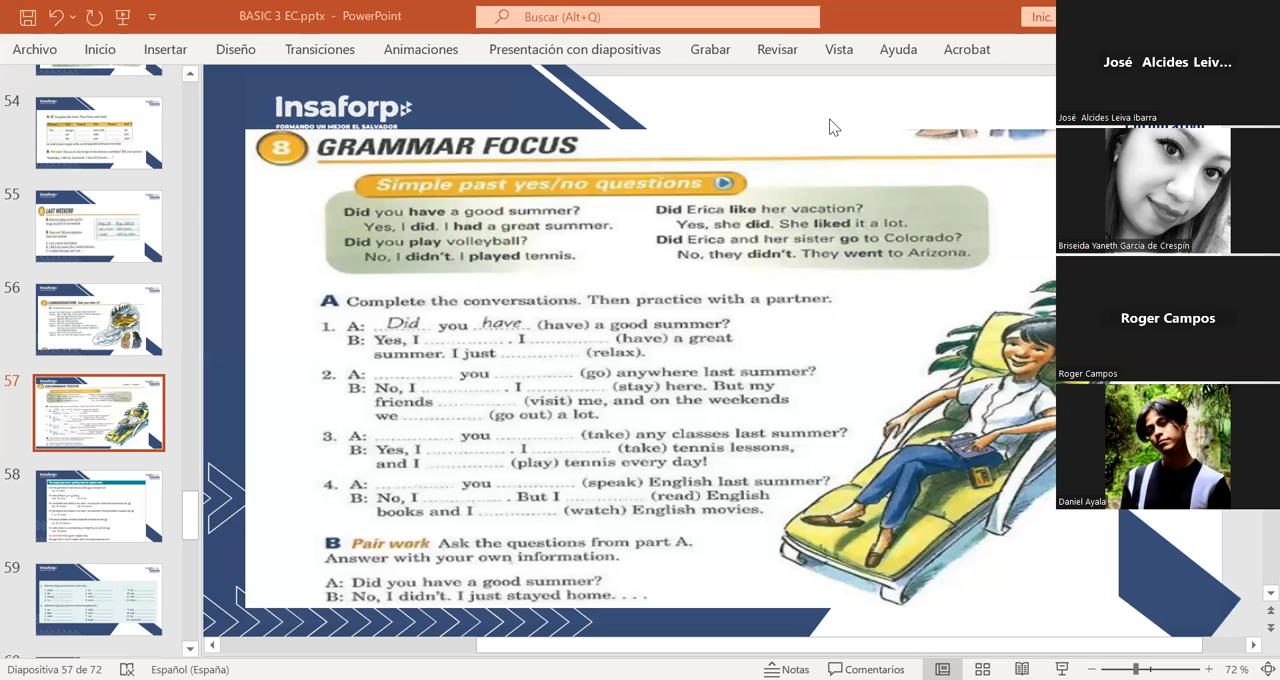 BASIC 3 EC.pptx - PowerPoint
Buscar (Alt+Q)
Inic.
Archivo Inicio Insertar Diseño Transiciones Animaciones Presentación con diapositivas Grabar Revisar Vista Ayuda Acrobat
54
55
LAST WEEKEND
56
57
58
59
Insaforp
FORMANDO UN MEJOR EL SALVADOR
8 GRAMMAR FOCUS
Simple past yes/no questions
Did you have a good summer?
Yes, I did. I had a great summer.
Did you play volleyball?
No, I didn't. I played tennis.
Did Erica like her vacation?
Yes, she did. She liked it a lot.
Did Erica and her sister go to Colorado?
No, they didn't. They went to Arizona.
A Complete the conversations. Then practice with a partner.
1. A: Did you have (have) a good summer?
B: Yes, I ............ . I ............ (have) a great
summer. I just ............ (relax).
2. A: ............ you ............ (go) anywhere last summer?
B: No, I ............ . I ............ (stay) here. But my
friends ............ (visit) me, and on the weekends
we ............ (go out) a lot.
3. A: ............ you ............ (take) any classes last summer?
B: Yes, I ............ . I ............ (take) tennis lessons,
and I ............ (play) tennis every day!
4. A: ............ you ............ (speak) English last summer?
B: No, I ............ . But I ............ (read) English
books and I ............ (watch) English movies.
B Pair work Ask the questions from part A.
Answer with your own information.
A: Did you have a good summer?
B: No, I didn't. I just stayed home. . . .
José Alcides Leiv...
José Alcides Leiva Ibarra
Briseida Yaneth García de Crespín
Roger Campos
Roger Campos
Daniel Ayala
Diapositiva 57 de 72
Español (España)
Notas
Comentarios
72 %